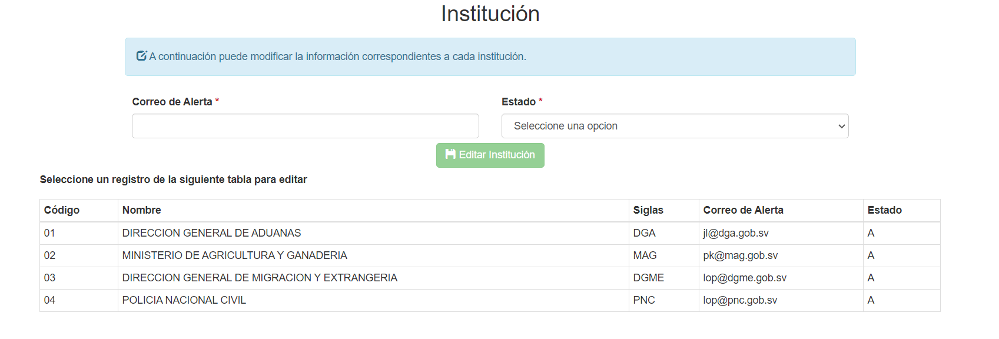 Institución
A continuación puede modificar la información correspondientes a cada institución.
Correo de Alerta * Estado *
Seleccione una opcion
Editar Institución
Seleccione un registro de la siguiente tabla para editar
Código Nombre Siglas Correo de Alerta Estado
01 DIRECCION GENERAL DE ADUANAS DGA jl@dga.gob.sv A
02 MINISTERIO DE AGRICULTURA Y GANADERIA MAG pk@mag.gob.sv A
03 DIRECCION GENERAL DE MIGRACION Y EXTRANGERIA DGME lop@dgme.gob.sv A
04 POLICIA NACIONAL CIVIL PNC lop@pnc.gob.sv A